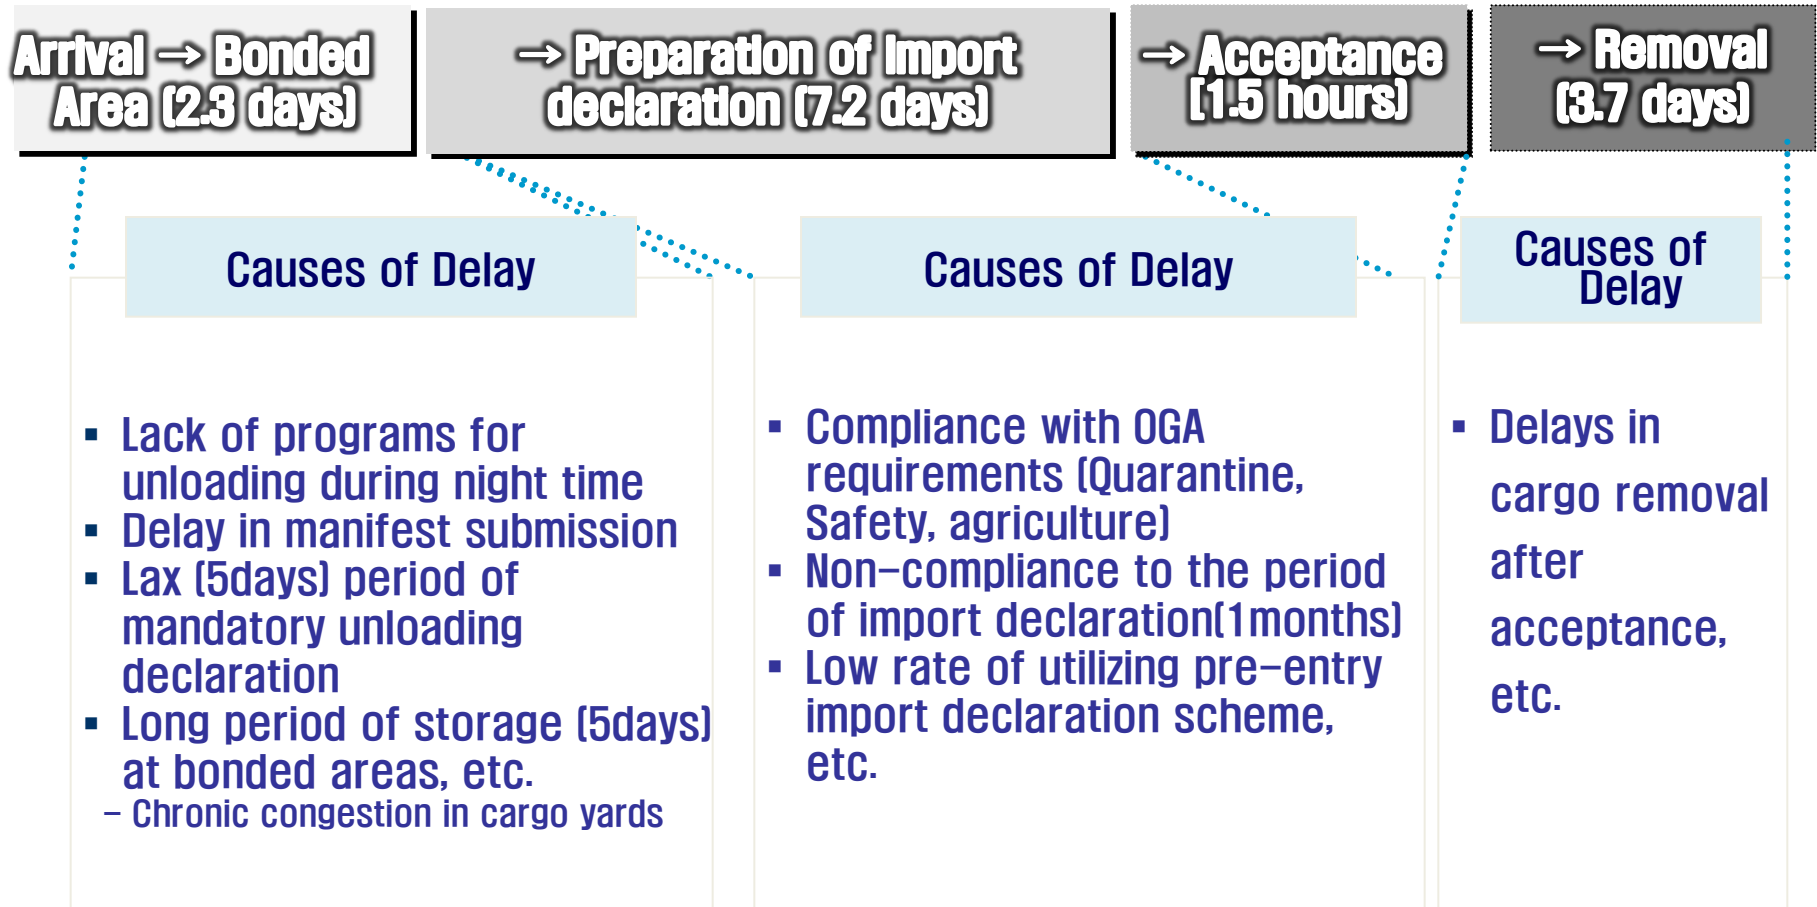 Arrival → Bonded
Area (2.3 days)
→ Preparation of import
declaration (7.2 days)
→ Acceptance
(1.5 hours)
→ Removal
(3.7 days)
Causes of Delay
▪ Lack of programs for
unloading during night time
▪ Delay in manifest submission
▪ Lax (5days) period of
mandatory unloading
declaration
▪ Long period of storage (5days)
at bonded areas, etc.
– Chronic congestion in cargo yards
Causes of Delay
▪ Compliance with OGA
requirements (Quarantine,
Safety, agriculture)
▪ Non-compliance to the period
of import declaration(1months)
▪ Low rate of utilizing pre-entry
import declaration scheme,
etc.
Causes of
Delay
▪ Delays in
cargo removal
after
acceptance,
etc.